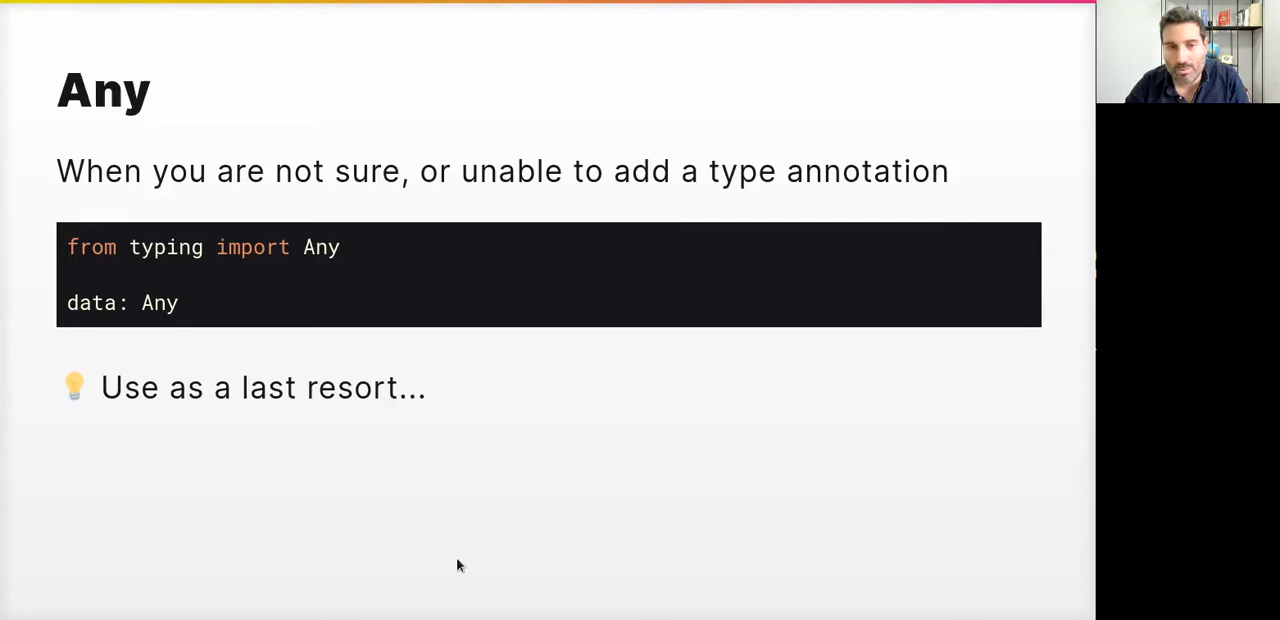 Any
When you are not sure, or unable to add a type annotation
from typing import Any
data: Any
💡 Use as a last resort...